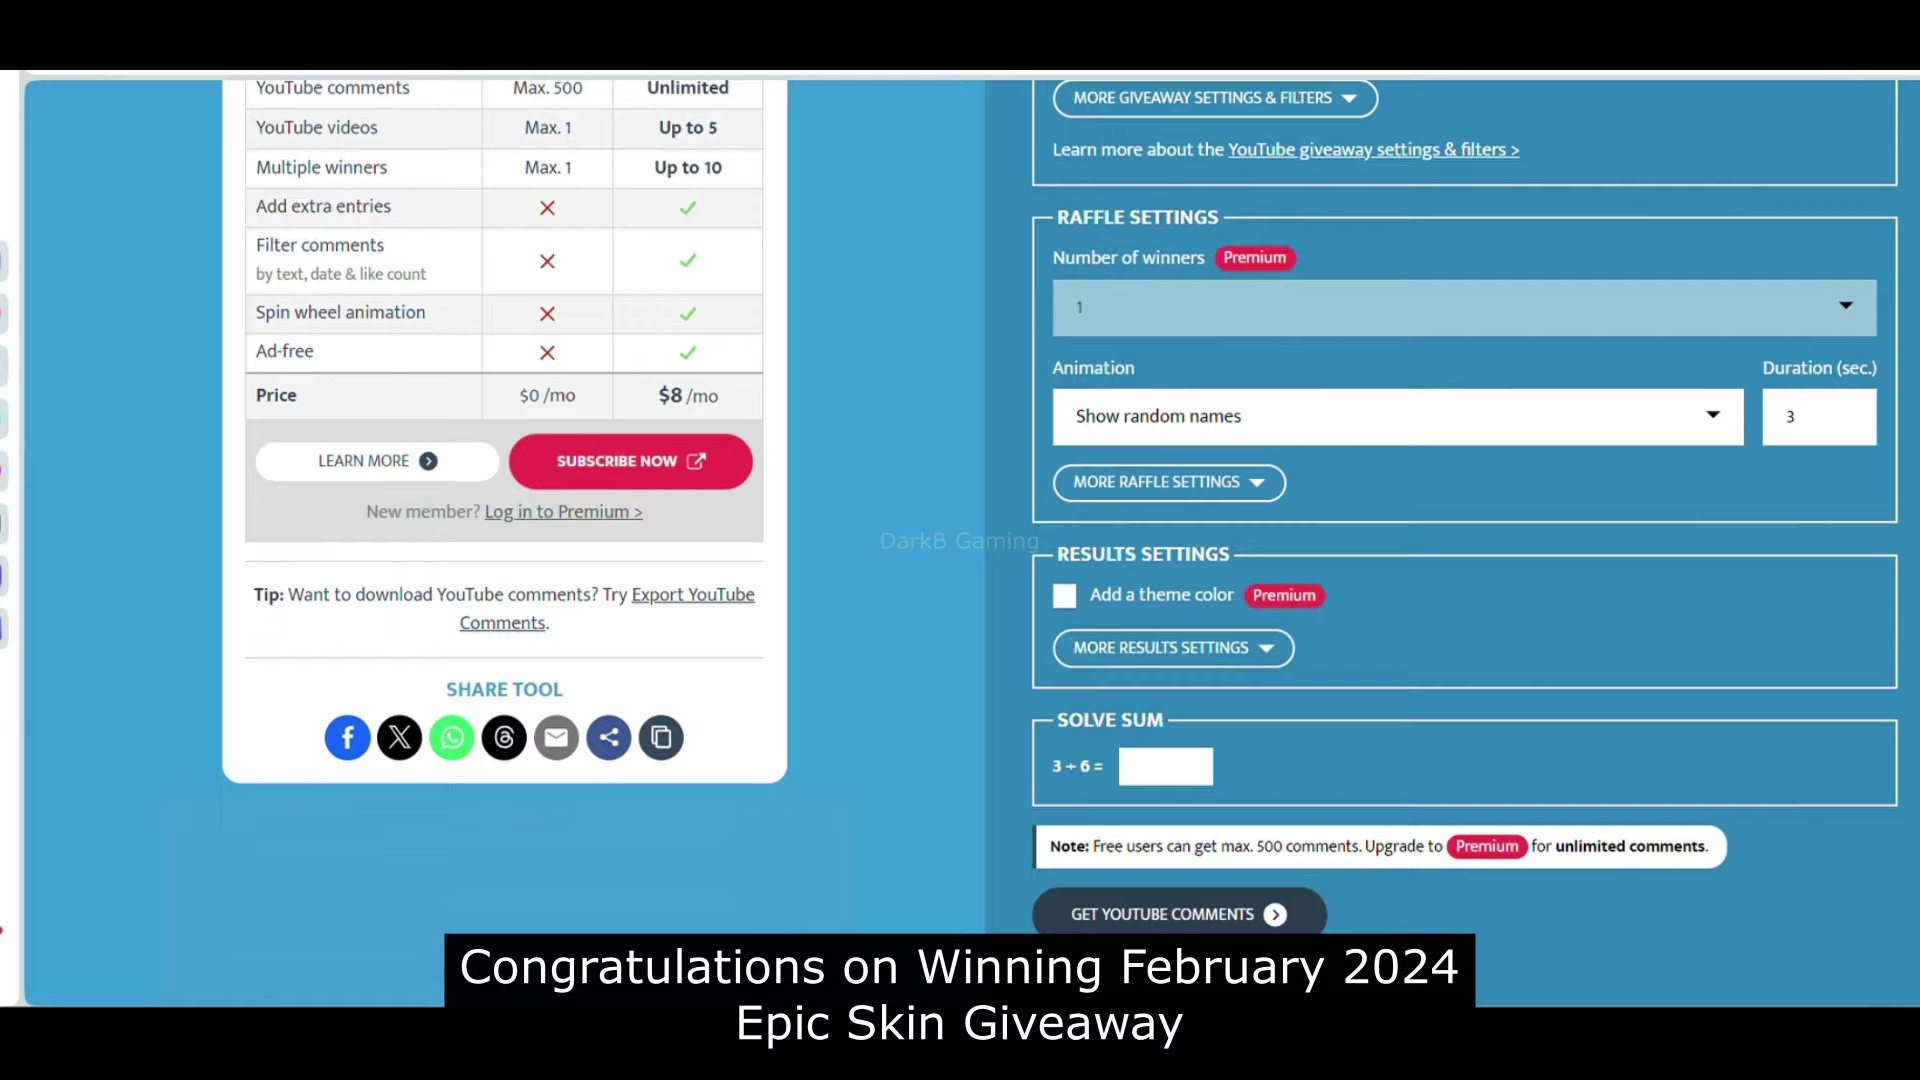 YouTube comments Max. 500 Unlimited
YouTube videos Max. 1 Up to 5
Multiple winners Max. 1 Up to 10
Add extra entries
Filter comments
by text, date & like count
Spin wheel animation
Ad-free
Price $0 /mo $8 /mo
LEARN MORE SUBSCRIBE NOW
New member? Log in to Premium >
Tip: Want to download YouTube comments? Try Export YouTube
Comments.
SHARE TOOL
MORE GIVEAWAY SETTINGS & FILTERS
Learn more about the YouTube giveaway settings & filters >
RAFFLE SETTINGS
Number of winners Premium
1
Animation Duration (sec.)
Show random names 3
MORE RAFFLE SETTINGS
DarkB Gaming
RESULTS SETTINGS
Add a theme color Premium
MORE RESULTS SETTINGS
SOLVE SUM
3 + 6 =
Note: Free users can get max. 500 comments. Upgrade to Premium for unlimited comments.
GET YOUTUBE COMMENTS
Congratulations on Winning February 2024
Epic Skin Giveaway